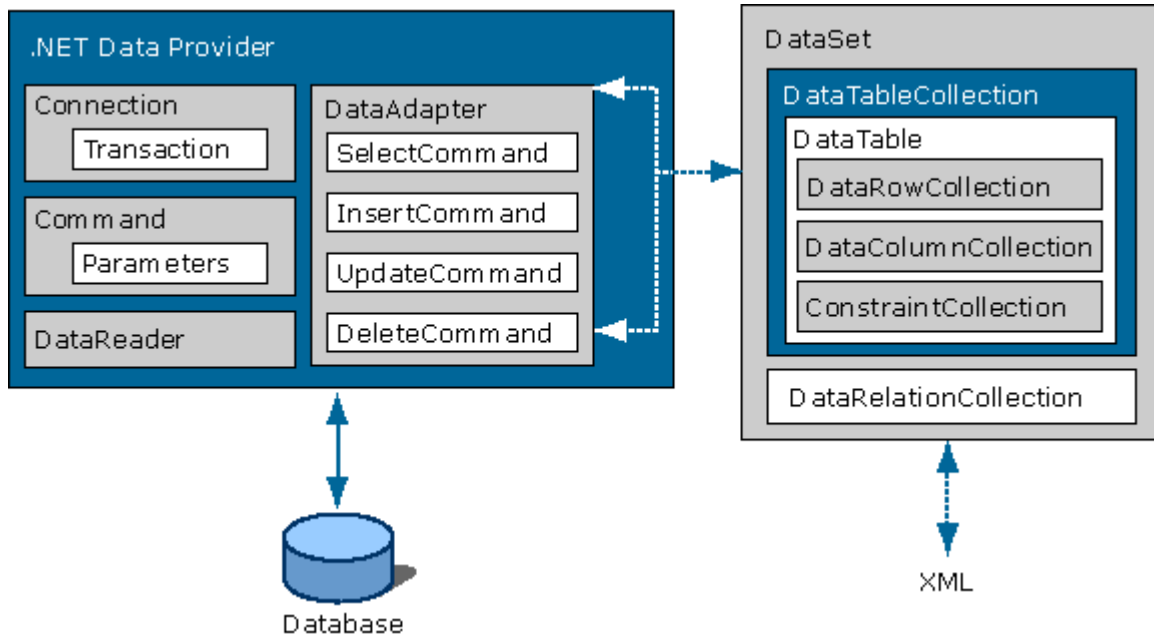 .NET Data Provider
Connection
Transaction
Command
Parameters
DataReader
DataAdapter
SelectCommand
InsertCommand
UpdateCommand
DeleteCommand
Database
DataSet
DataTableCollection
DataTable
DataRowCollection
DataColumnCollection
ConstraintCollection
DataRelationCollection
XML